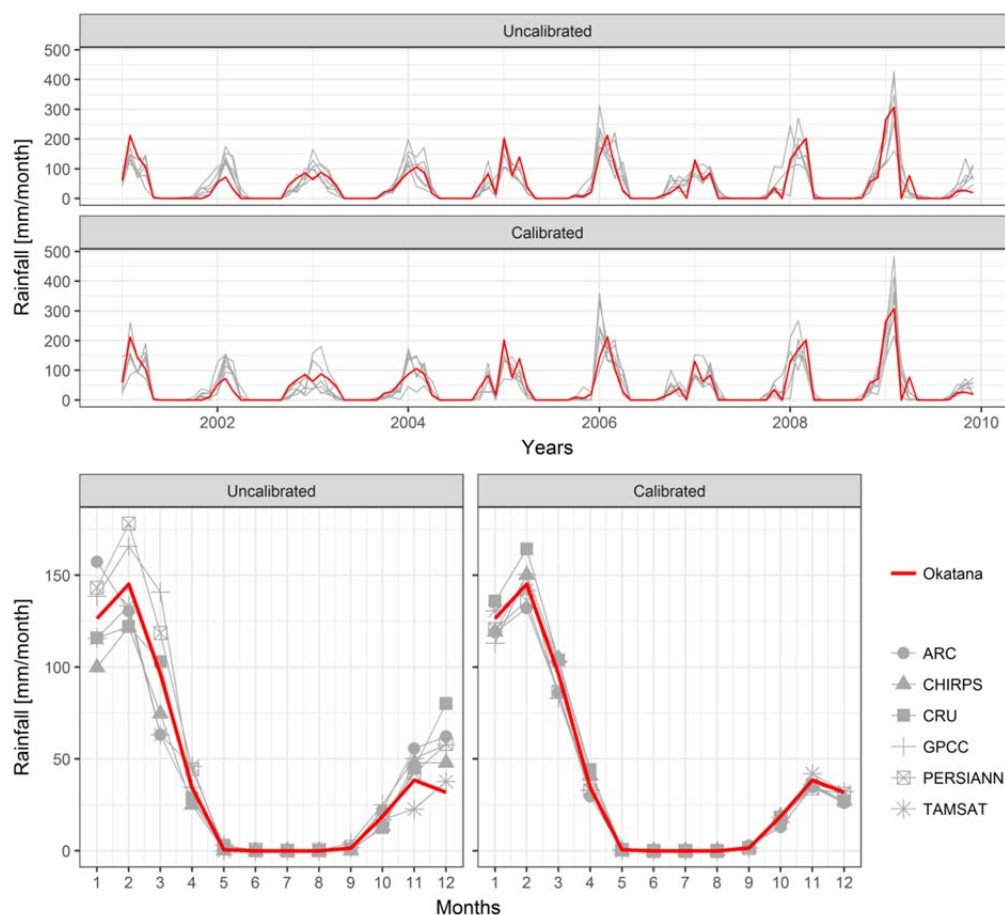 Uncalibrated
500
400
300
200
100
0
Calibrated
500
400
300
200
100
0
Rainfall [mm/month]
2002 2004 2006 2008 2010
Years
Uncalibrated Calibrated
150
100
50
0
Rainfall [mm/month]
1 2 3 4 5 6 7 8 9 10 11 12 1 2 3 4 5 6 7 8 9 10 11 12
Months
Okatana
ARC
CHIRPS
CRU
GPCC
PERSIANN
TAMSAT